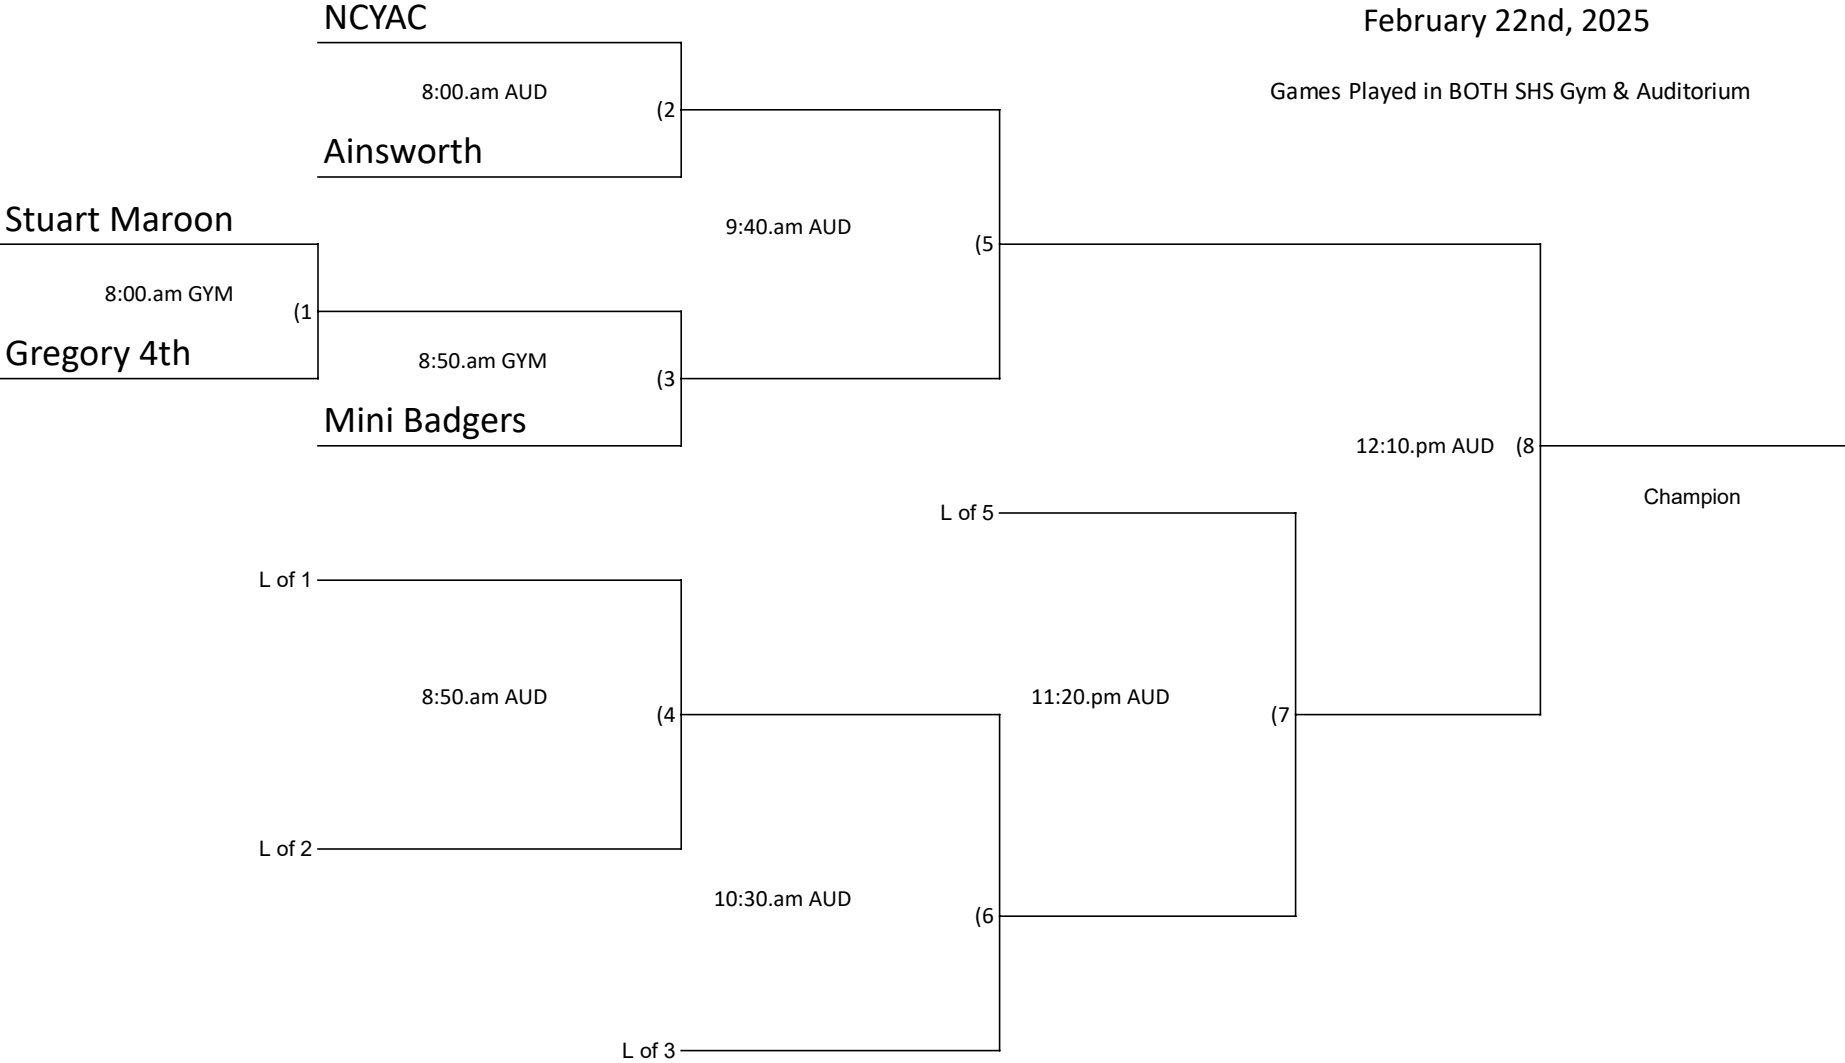 NCYAC
February 22nd, 2025
8:00.am AUD
Games Played in BOTH SHS Gym & Auditorium
(2
Ainsworth
Stuart Maroon
9:40.am AUD
(5
8:00.am GYM
(1
Gregory 4th
8:50.am GYM
(3
Mini Badgers
12:10.pm AUD
(8
Champion
L of 5
L of 1
8:50.am AUD
(4
11:20.pm AUD
(7
L of 2
10:30.am AUD
(6
L of 3